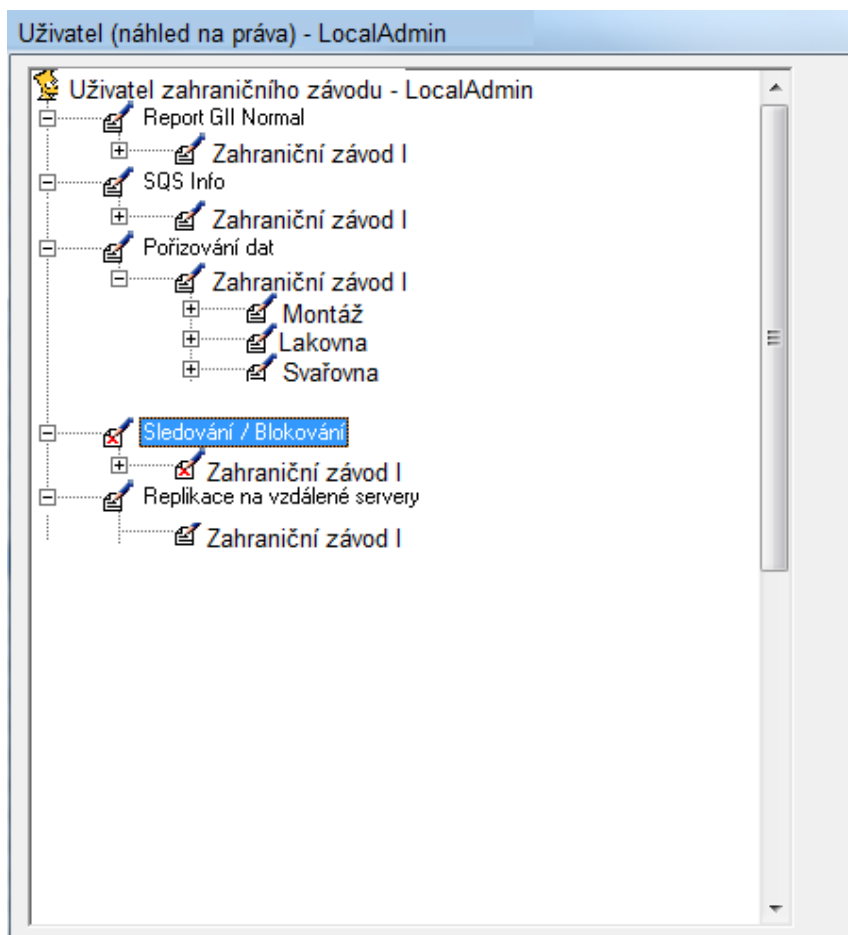 Uživatel (náhled na práva) - LocalAdmin
Uživatel zahraničního závodu - LocalAdmin
Report GII Normal
Zahraniční závod I
SQS Info
Zahraniční závod I
Pořizování dat
Zahraniční závod I
Montáž
Lakovna
Svařovna
Sledování / Blokování
Zahraniční závod I
Replikace na vzdálené servery
Zahraniční závod I